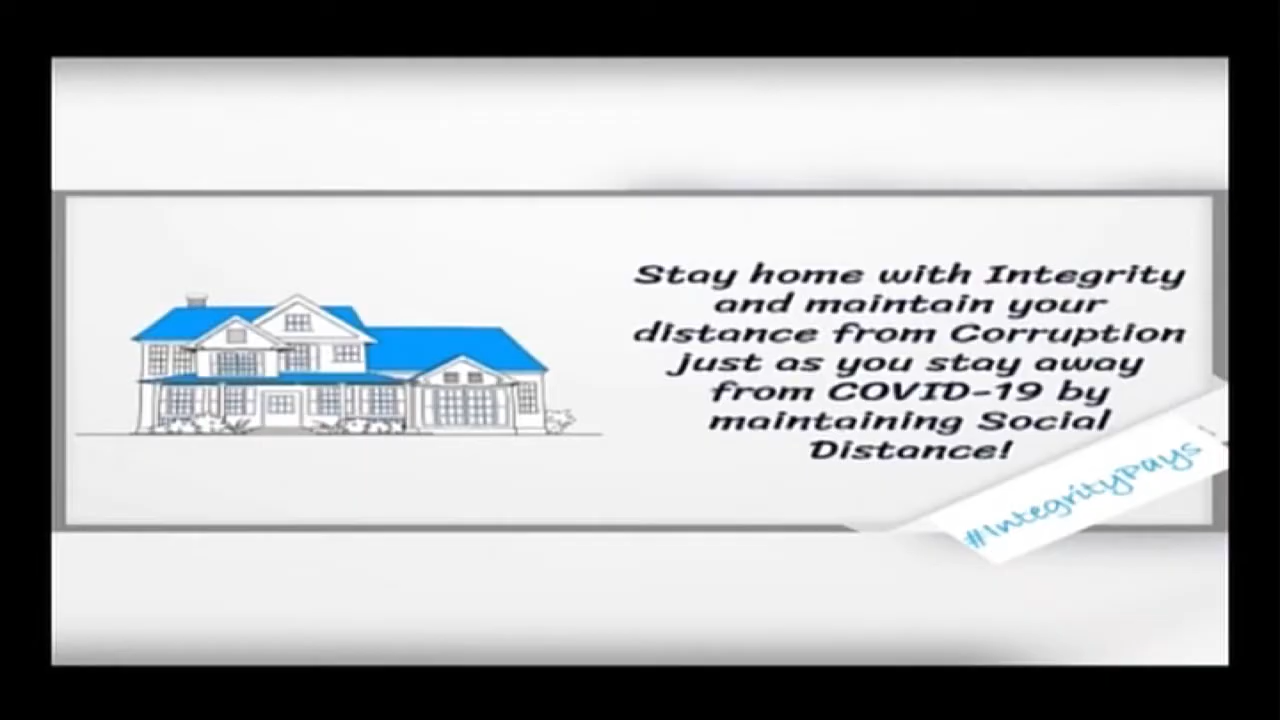 Stay home with Integrity
and maintain your
distance from Corruption
just as you stay away
from COVID-19 by
maintaining Social
Distance!
#IntegrityPays